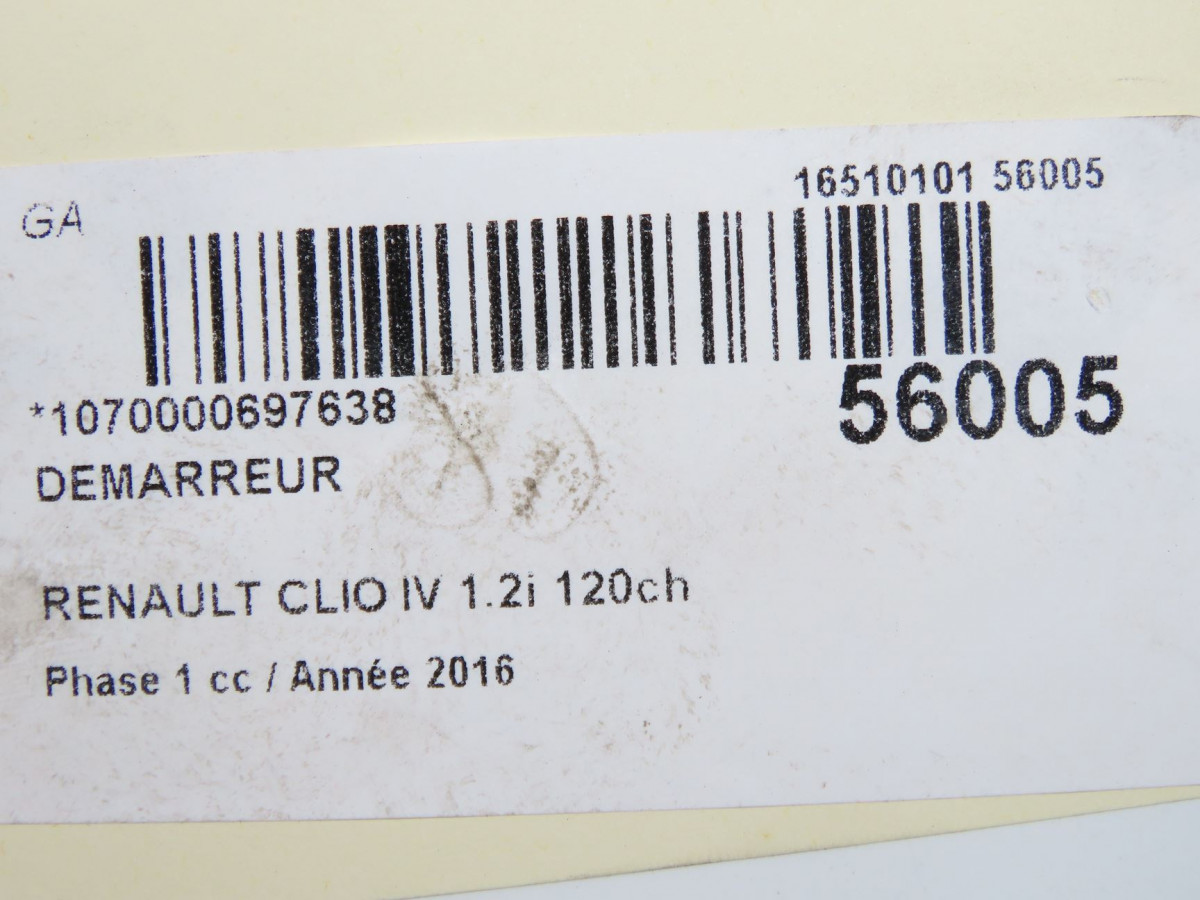 GA
16510101 56005
*1070000697638
56005
DEMARREUR
RENAULT CLIO IV 1.2i 120ch
Phase 1 cc / Année 2016